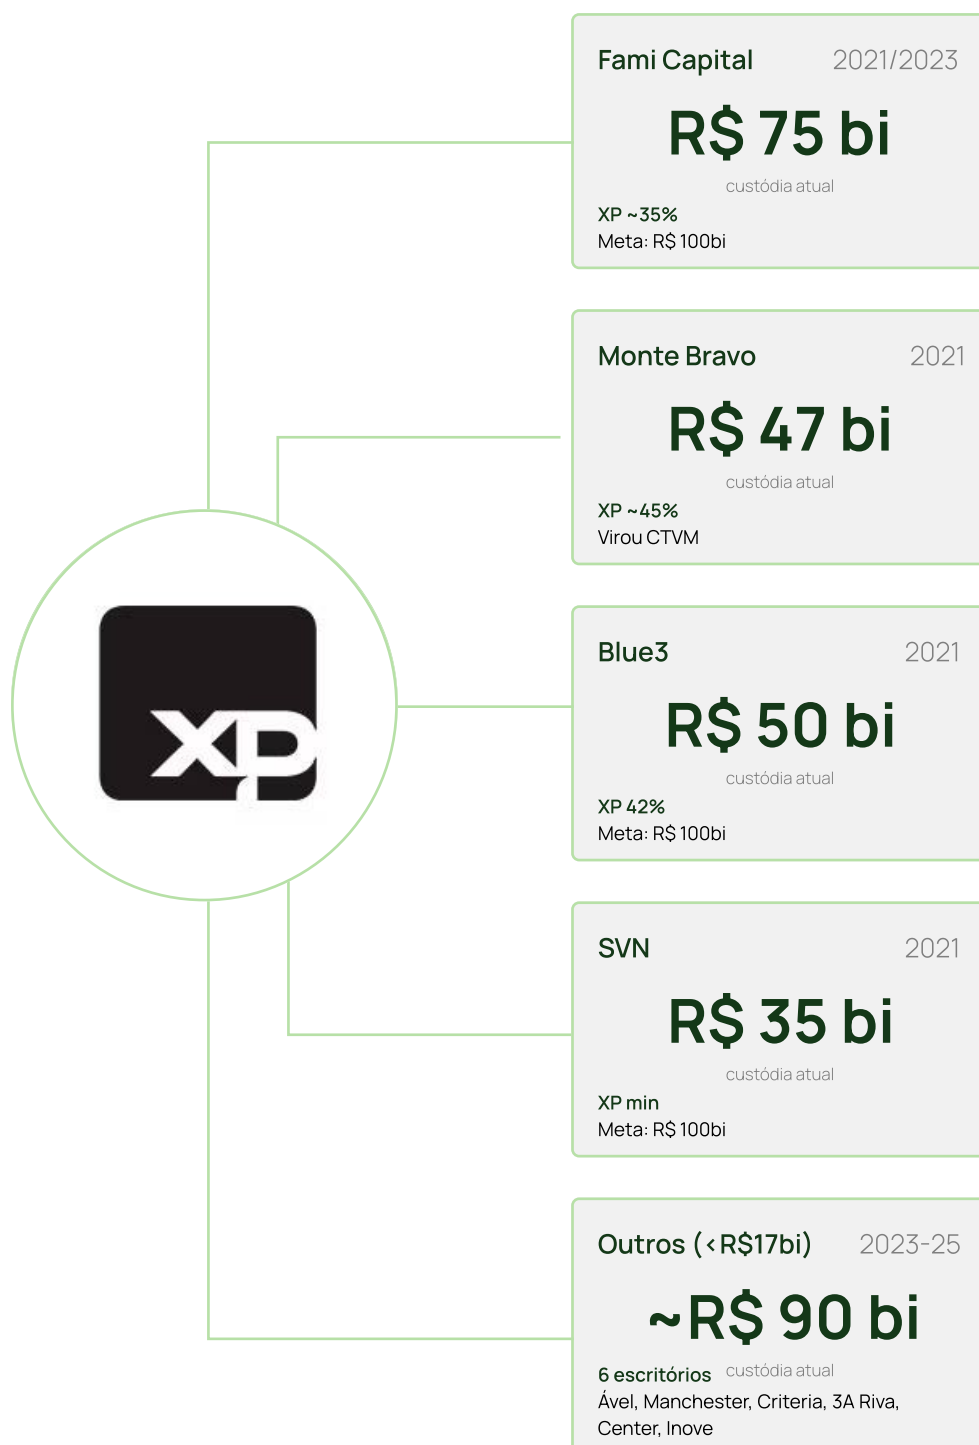 Fami Capital 2021/2023
R$ 75 bi
custódia atual
XP ~35%
Meta: R$ 100bi
Monte Bravo 2021
R$ 47 bi
custódia atual
XP ~45%
Virou CTVM
XP
Blue3 2021
R$ 50 bi
custódia atual
XP 42%
Meta: R$ 100bi
SVN 2021
R$ 35 bi
custódia atual
XP min
Meta: R$ 100bi
Outros (<R$17bi) 2023-25
~R$ 90 bi
6 escritórios custódia atual
Ável, Manchester, Criteria, 3A Riva,
Center, Inove